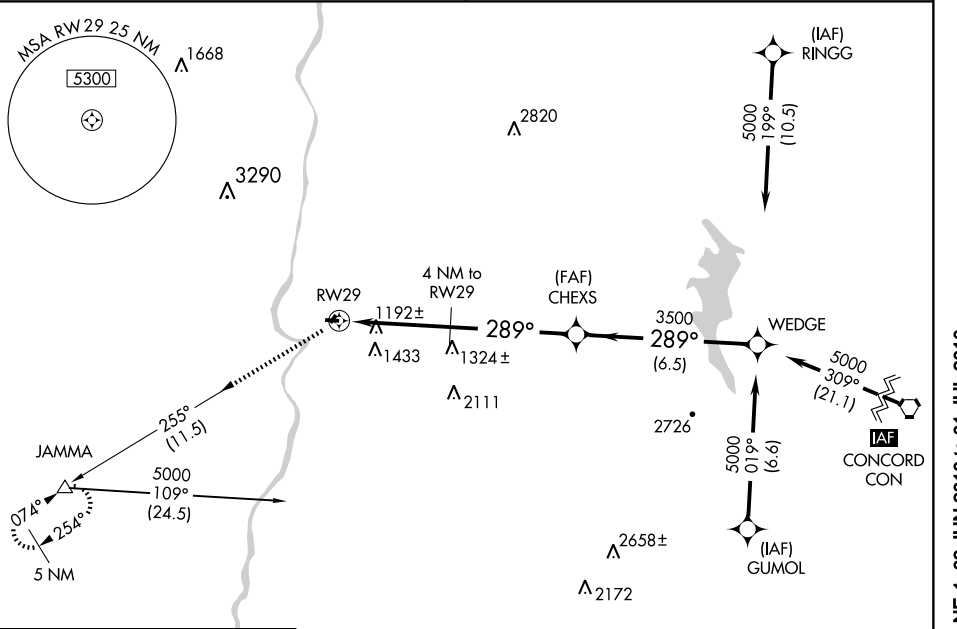 MSA RW29 25 NM
5300
1668
3290
2820
(IAF)
RINGG
5000
199°
(10.5)
4 NM to
RW29
(FAF)
CHEXS
RW29
1192±
1433
1324±
2111
289°
3500
289°
(6.5)
WEDGE
5000
309°
(21.1)
IAF
CONCORD
CON
2726
5000
019°
(6.6)
(IAF)
GUMOL
2658±
2172
255°
(11.5)
JAMMA
5000
109°
(24.5)
074°
254°
5 NM